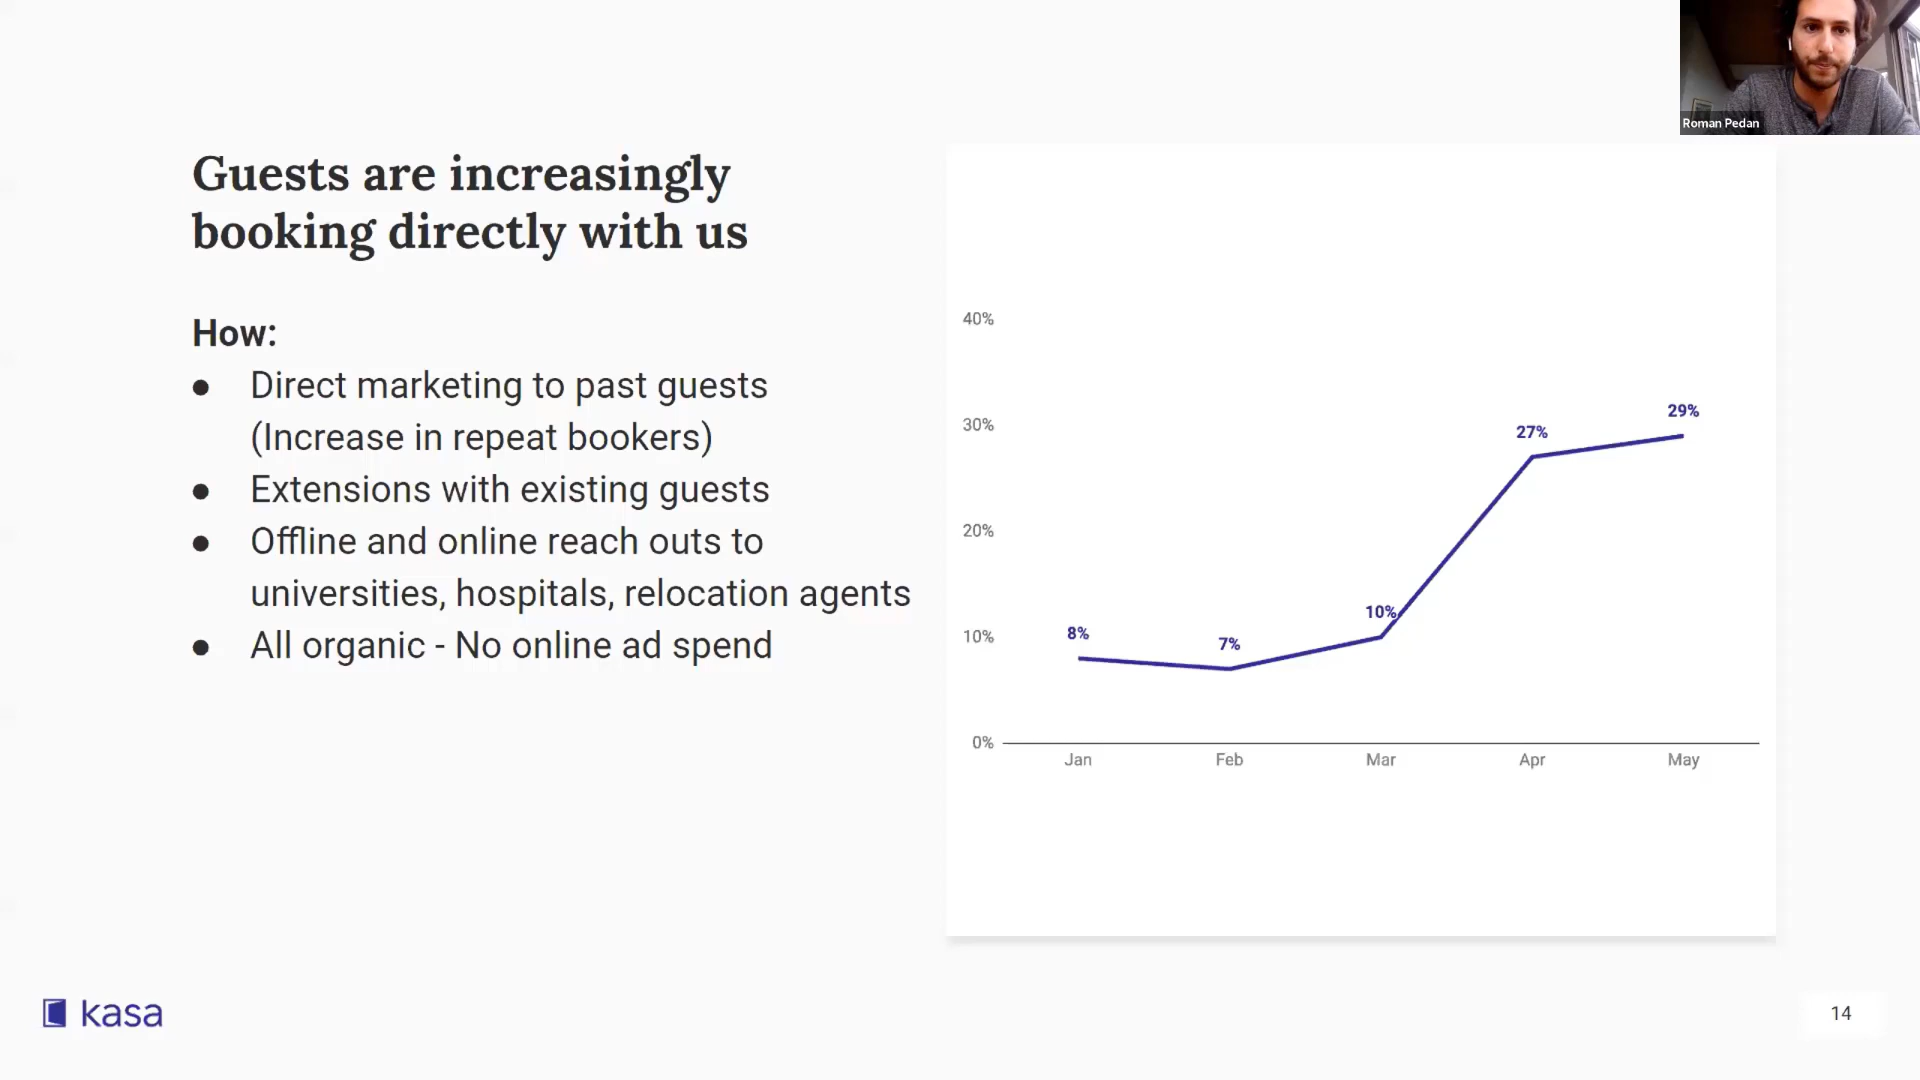 Roman Pedan
Guests are increasingly
booking directly with us
How:
● Direct marketing to past guests
(Increase in repeat bookers)
● Extensions with existing guests
● Offline and online reach outs to
universities, hospitals, relocation agents
● All organic - No online ad spend
40%
30%
20%
10%
0%
8%
7%
10%
27%
29%
Jan Feb Mar Apr May
kasa
14